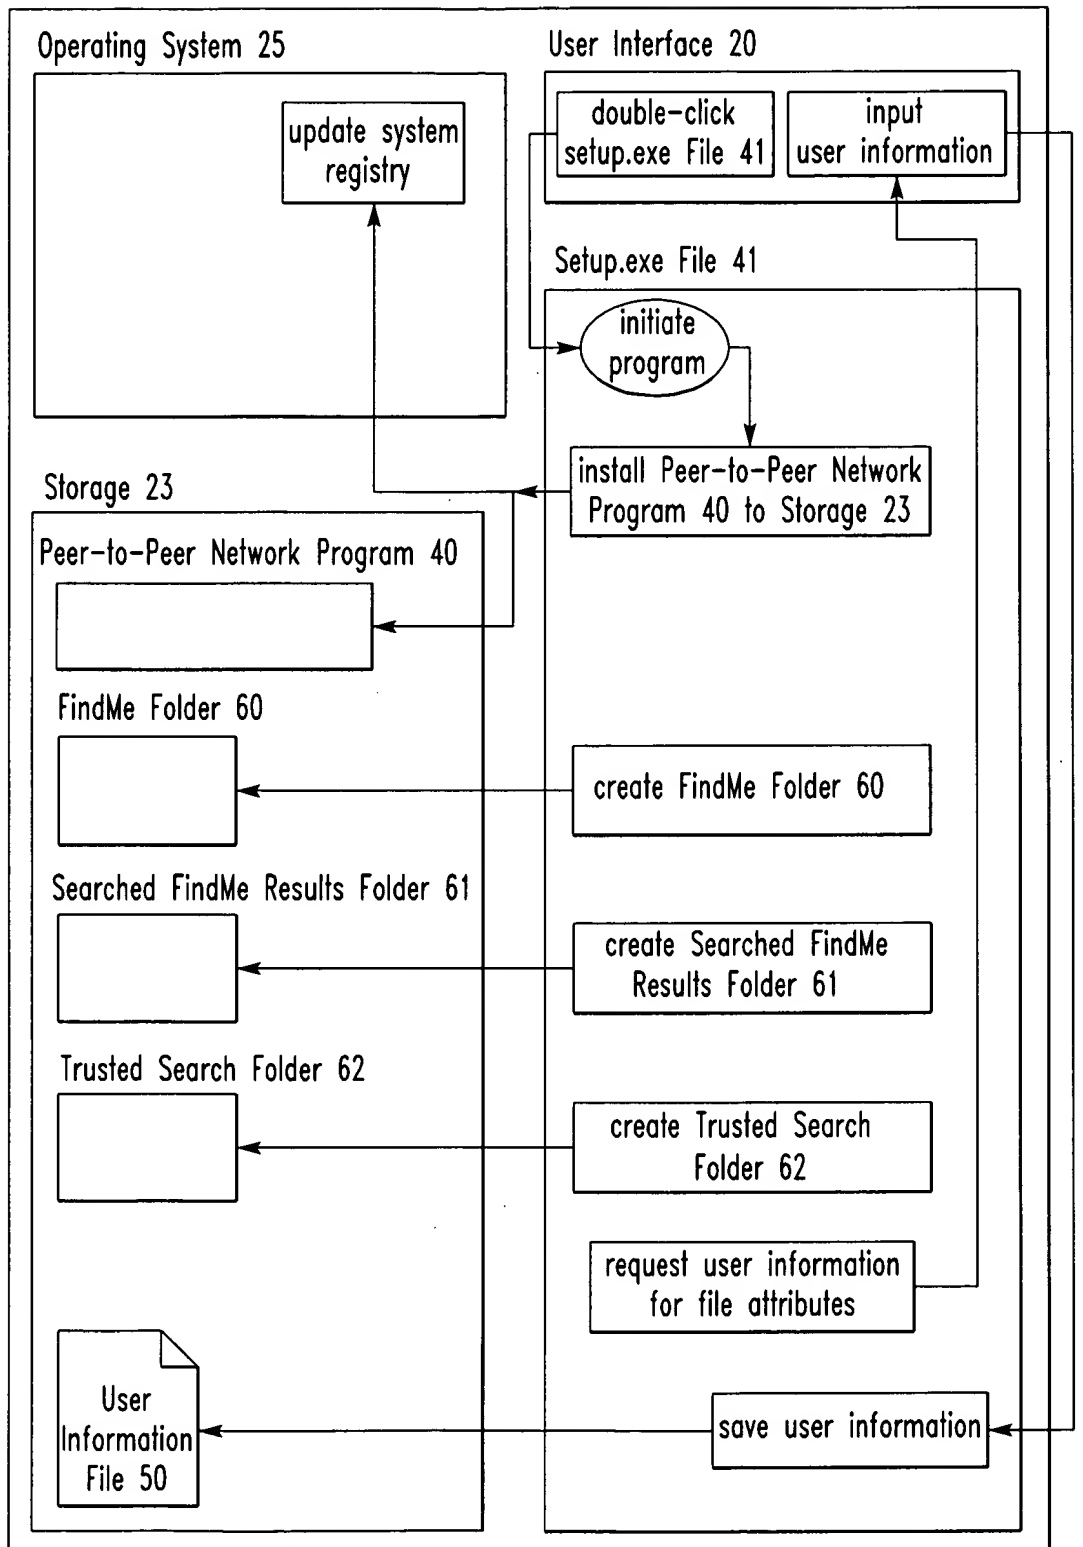 Operating System 25
update system
registry
User Interface 20
double-click
setup.exe File 41
input
user information
Setup.exe File 41
initiate
program
install Peer-to-Peer Network
Program 40 to Storage 23
Storage 23
Peer-to-Peer Network Program 40
FindMe Folder 60
create FindMe Folder 60
Searched FindMe Results Folder 61
create Searched FindMe
Results Folder 61
Trusted Search Folder 62
create Trusted Search
Folder 62
request user information
for file attributes
User
Information
File 50
save user information